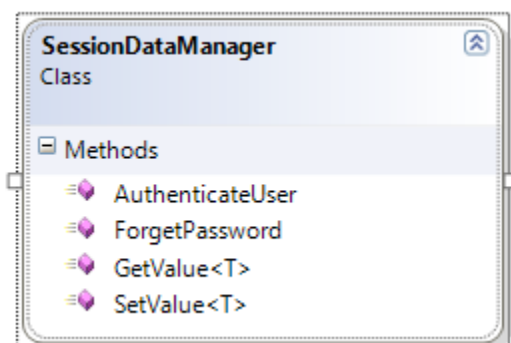 SessionDataManager
Class
Methods
AuthenticateUser
ForgetPassword
GetValue<T>
SetValue<T>